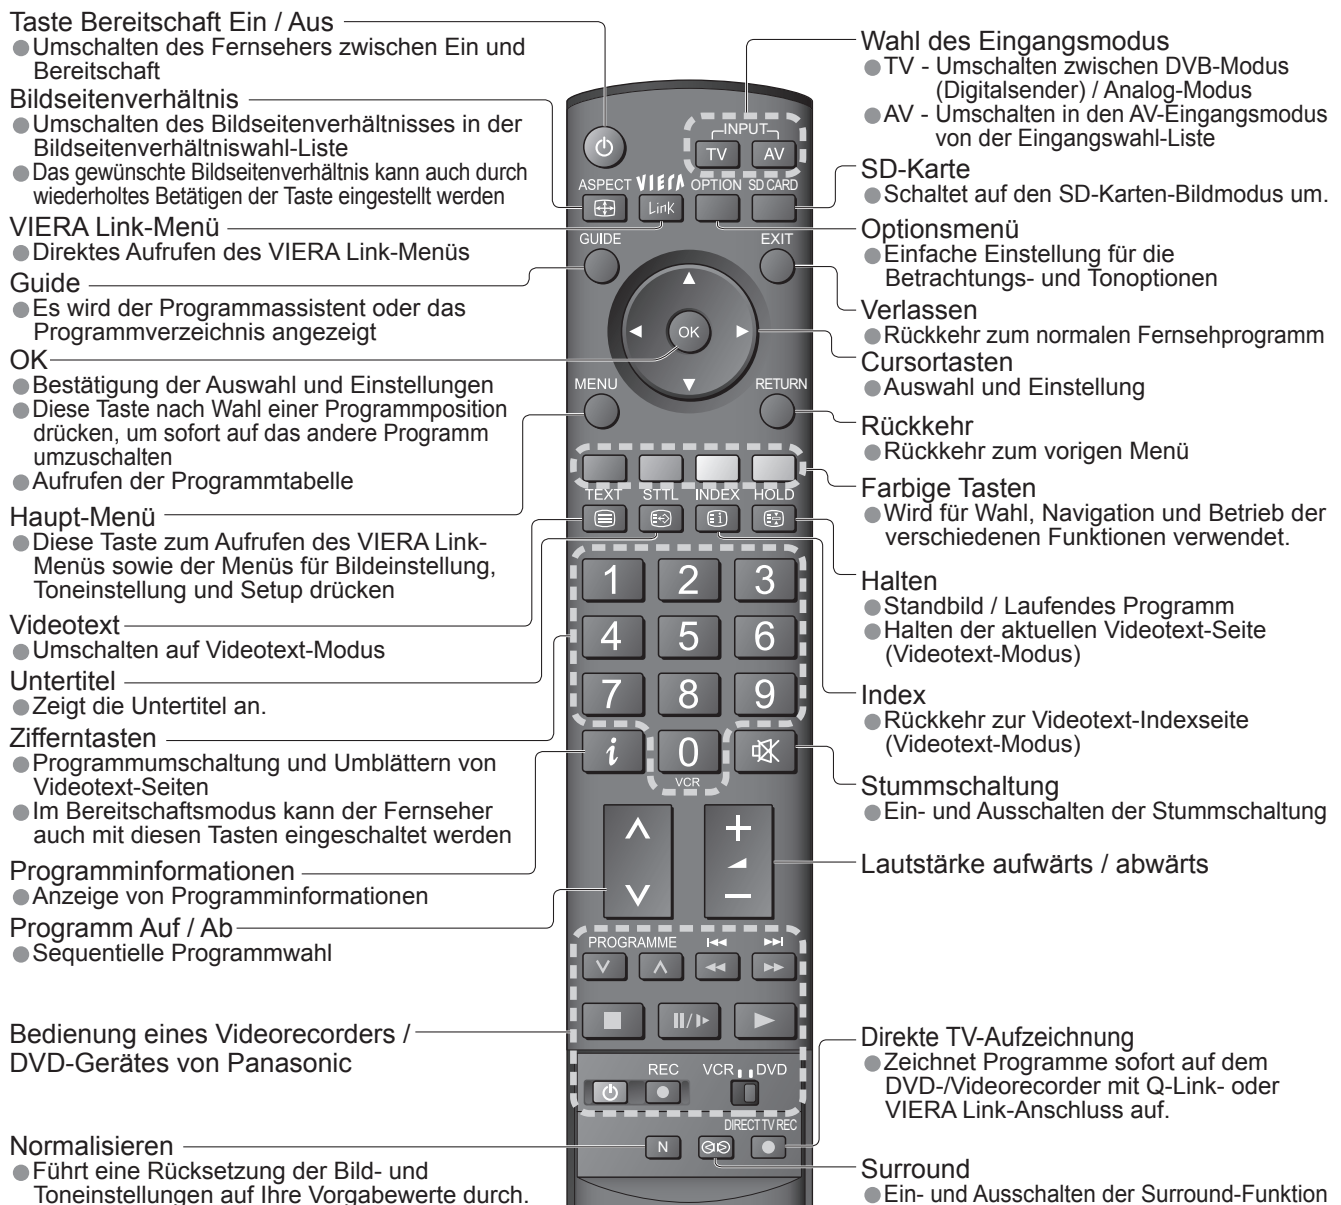 Taste Bereitschaft Ein / Aus
●Umschalten des Fernsehers zwischen Ein und
Bereitschaft
Bildseitenverhältnis
●Umschalten des Bildseitenverhältnisses in der
Bildseitenverhältniswahl-Liste
●Das gewünschte Bildseitenverhältnis kann auch durch
wiederholtes Betätigen der Taste eingestellt werden
VIERA Link-Menü
●Direktes Aufrufen des VIERA Link-Menüs
Guide
●Es wird der Programmassistent oder das
Programmverzeichnis angezeigt
OK
●Bestätigung der Auswahl und Einstellungen
●Diese Taste nach Wahl einer Programmposition
drücken, um sofort auf das andere Programm
umzuschalten
●Aufrufen der Programmtabelle
Haupt-Menü
●Diese Taste zum Aufrufen des VIERA Link-
Menüs sowie der Menüs für Bildeinstellung,
Toneinstellung und Setup drücken
Videotext
●Umschalten auf Videotext-Modus
Untertitel
●Zeigt die Untertitel an.
Zifferntasten
●Programmumschaltung und Umblättern von
Videotext-Seiten
●Im Bereitschaftsmodus kann der Fernseher
auch mit diesen Tasten eingeschaltet werden
Programminformationen
●Anzeige von Programminformationen
Programm Auf / Ab
●Sequentielle Programmwahl
Bedienung eines Videorecorders /
DVD-Gerätes von Panasonic
Normalisieren
●Führt eine Rücksetzung der Bild- und
Toneinstellungen auf Ihre Vorgabewerte durch.
INPUT
TV AV
ASPECT VIERA OPTION SD CARD
Link
GUIDE EXIT
OK
MENU RETURN
TEXT STTL INDEX HOLD
1 2 3
4 5 6
7 8 9
i 0
VCR
PROGRAMME
REC VCR DVD
DIRECT TV REC
N
Wahl des Eingangsmodus
●TV - Umschalten zwischen DVB-Modus
(Digitalsender) / Analog-Modus
●AV - Umschalten in den AV-Eingangsmodus
von der Eingangswahl-Liste
SD-Karte
●Schaltet auf den SD-Karten-Bildmodus um.
Optionsmenü
●Einfache Einstellung für die
Betrachtungs- und Tonoptionen
Verlassen
●Rückkehr zum normalen Fernsehprogramm
Cursortasten
●Auswahl und Einstellung
Rückkehr
●Rückkehr zum vorigen Menü
Farbige Tasten
●Wird für Wahl, Navigation und Betrieb der
verschiedenen Funktionen verwendet.
Halten
●Standbild / Laufendes Programm
●Halten der aktuellen Videotext-Seite
(Videotext-Modus)
Index
●Rückkehr zur Videotext-Indexseite
(Videotext-Modus)
Stummschaltung
●Ein- und Ausschalten der Stummschaltung
Lautstärke aufwärts / abwärts
Direkte TV-Aufzeichnung
●Zeichnet Programme sofort auf dem
DVD-/Videorecorder mit Q-Link- oder
VIERA Link-Anschluss auf.
Surround
●Ein- und Ausschalten der Surround-Funktion